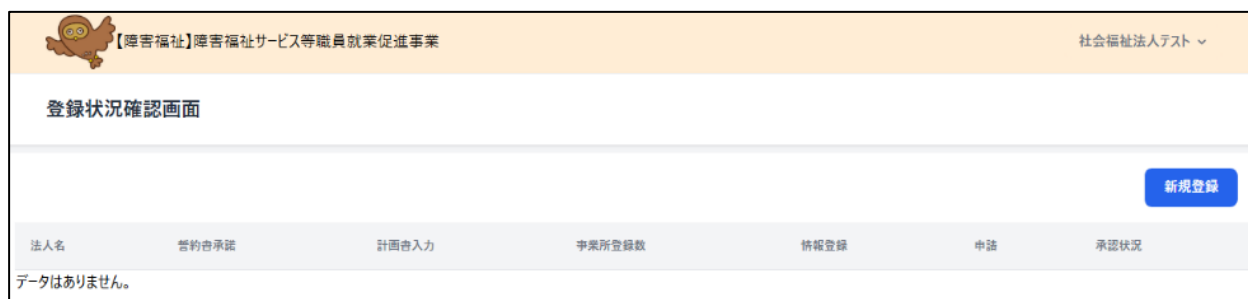 【障害福祉】障害福祉サービス等職員就業促進事業 社会福祉法人テスト
登録状況確認画面
新規登録
法人名 誓約書承諾 計画書入力 事業所登録数 情報登録 申請 承認状況
データはありません。